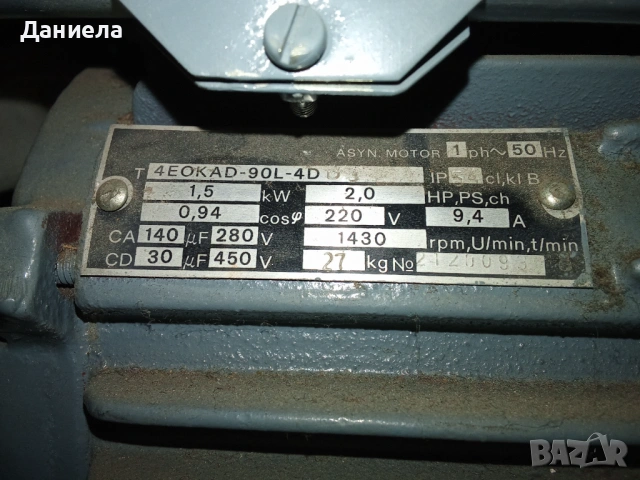 Даниела
ASYN. MOTOR 1 ph~ 50 Hz
T 4EOKAD-90L-4D IP54 cl,kl B
1,5 kW 2,0 HP,PS,ch
0,94 cosφ 220 V 9,4 A
CA 140 µF 280 V 1430 rpm,U/min,t/min
CD 30 µF 450 V 27 kg №
BAZAR